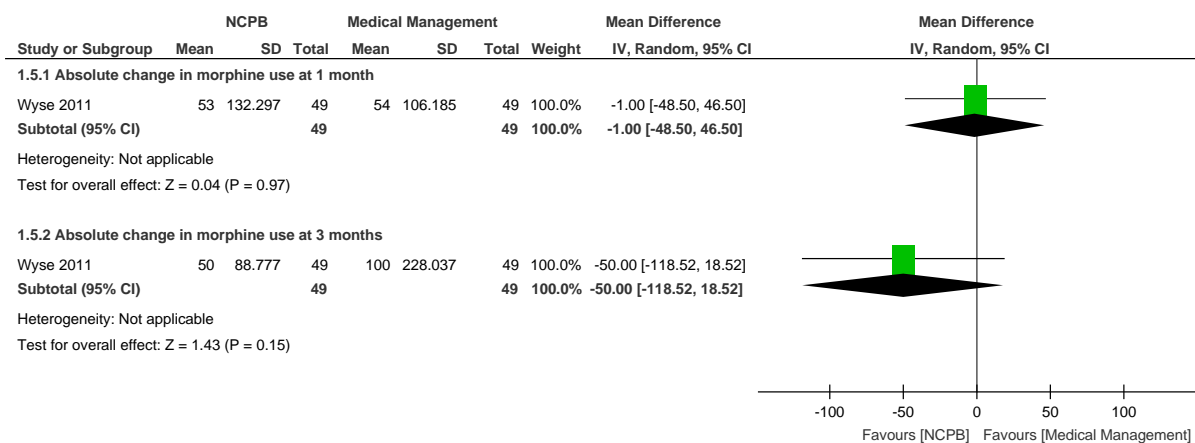 NCPB Medical Management Mean Difference Mean Difference
Study or Subgroup Mean SD Total Mean SD Total Weight IV, Random, 95% CI IV, Random, 95% CI
1.5.1 Absolute change in morphine use at 1 month
Wyse 2011 53 132.297 49 54 106.185 49 100.0% -1.00 [-48.50, 46.50]
Subtotal (95% CI) 49 49 100.0% -1.00 [-48.50, 46.50]
Heterogeneity: Not applicable
Test for overall effect: Z = 0.04 (P = 0.97)
1.5.2 Absolute change in morphine use at 3 months
Wyse 2011 50 88.777 49 100 228.037 49 100.0% -50.00 [-118.52, 18.52]
Subtotal (95% CI) 49 49 100.0% -50.00 [-118.52, 18.52]
Heterogeneity: Not applicable
Test for overall effect: Z = 1.43 (P = 0.15)
-100 -50 0 50 100
Favours [NCPB] Favours [Medical Management]